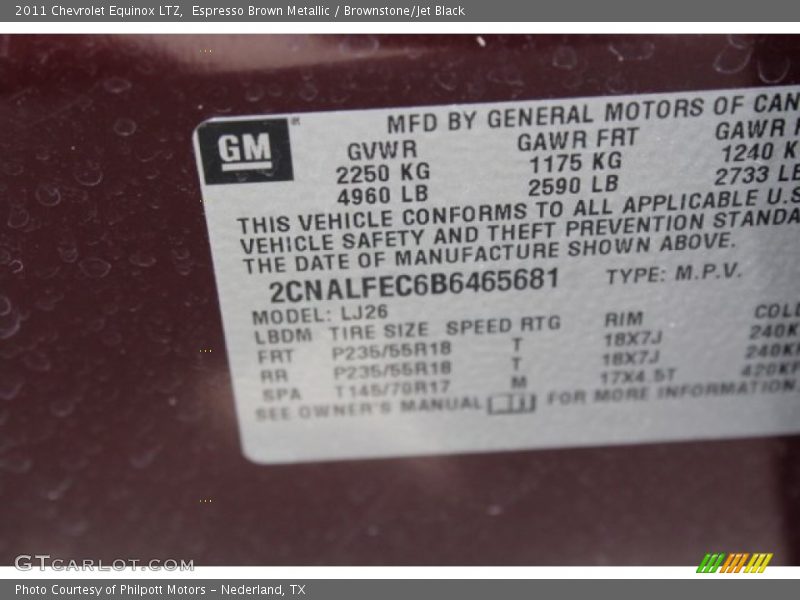 2011 Chevrolet Equinox LTZ, Espresso Brown Metallic / Brownstone/Jet Black
GM
MFD BY GENERAL MOTORS OF CAN
GVWR GAWR FRT GAWR R
2250 KG 1175 KG 1240 K
4960 LB 2590 LB 2733 LB
THIS VEHICLE CONFORMS TO ALL APPLICABLE U.S
VEHICLE SAFETY AND THEFT PREVENTION STANDA
THE DATE OF MANUFACTURE SHOWN ABOVE.
2CNALFEC6B6465681 TYPE: M.P.V.
MODEL: LJ26
LBDM TIRE SIZE SPEED RTG RIM COLD
FRT P235/55R18 T 18X7J 240K
RR P235/55R18 T 18X7J 240KP
SPA T145/70R17 M 17X4.5T 420KP
SEE OWNER'S MANUAL FOR MORE INFORMATION
GTCARLOT.COM
Photo Courtesy of Philpott Motors - Nederland, TX